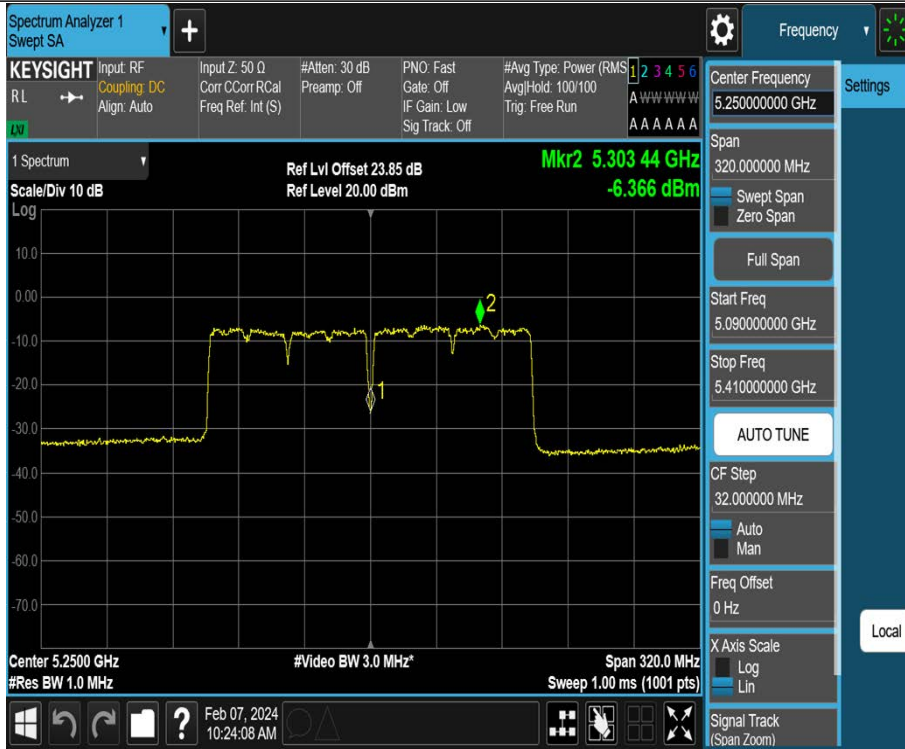 Spectrum Analyzer 1
Swept SA
+
Frequency
KEYSIGHT
RL
LXI
Input: RF
Coupling: DC
Align: Auto
Input Z: 50 Ω
Corr CCorr RCal
Freq Ref: Int (S)
#Atten: 30 dB
Preamp: Off
PNO: Fast
Gate: Off
IF Gain: Low
Sig Track: Off
#Avg Type: Power (RMS
Avg|Hold: 100/100
Trig: Free Run
1 2 3 4 5 6
A W W W W W
A A A A A A
Center Frequency
5.250000000 GHz
Settings
1 Spectrum
Scale/Div 10 dB
Log
Ref Lvl Offset 23.85 dB
Ref Level 20.00 dBm
Mkr2 5.303 44 GHz
-6.366 dBm
Span
320.000000 MHz
Swept Span
Zero Span
Full Span
Start Freq
5.090000000 GHz
Stop Freq
5.410000000 GHz
AUTO TUNE
CF Step
32.000000 MHz
Auto
Man
Freq Offset
0 Hz
X Axis Scale
Log
Lin
Signal Track
(Span Zoom)
Local
10.0
0.00
-10.0
-20.0
-30.0
-40.0
-50.0
-60.0
-70.0
2
1
Center 5.2500 GHz
#Res BW 1.0 MHz
#Video BW 3.0 MHz*
Span 320.0 MHz
Sweep 1.00 ms (1001 pts)
?
Feb 07, 2024
10:24:08 AM